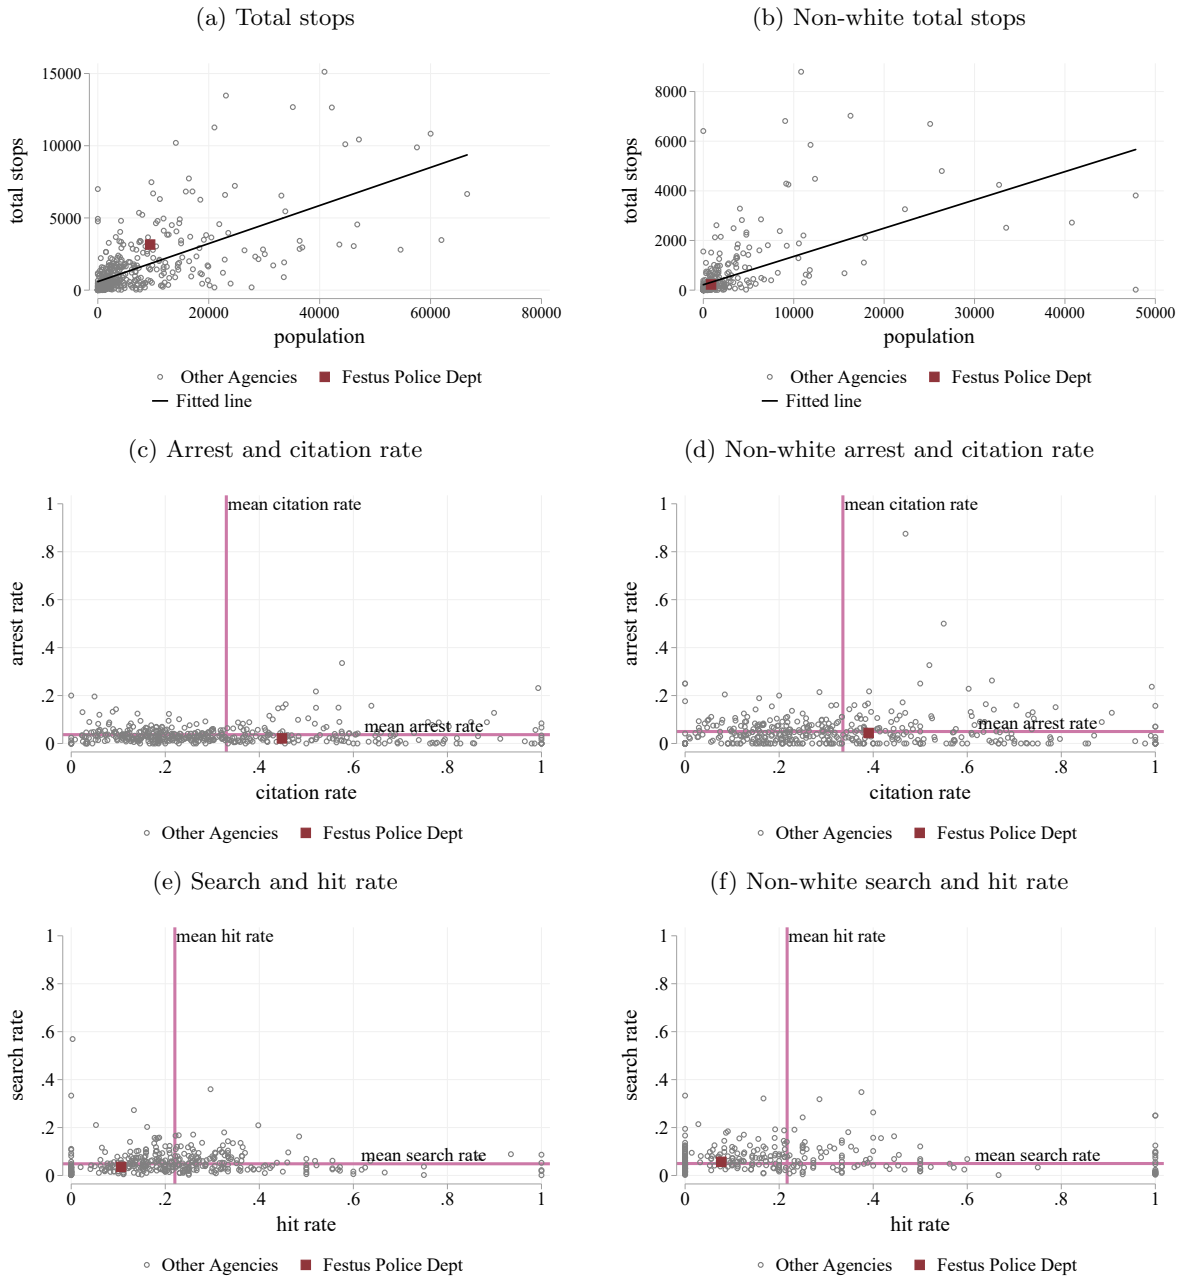 (a) Total stops
(b) Non-white total stops
total stops
15000
10000
5000
0
0 20000 40000 60000 80000
population
Other Agencies Festus Police Dept
Fitted line
total stops
8000
6000
4000
2000
0
0 10000 20000 30000 40000 50000
population
Other Agencies Festus Police Dept
Fitted line
(c) Arrest and citation rate
(d) Non-white arrest and citation rate
arrest rate
1
.8
.6
.4
.2
0
mean citation rate
mean arrest rate
0 .2 .4 .6 .8 1
citation rate
Other Agencies Festus Police Dept
arrest rate
1
.8
.6
.4
.2
0
mean citation rate
mean arrest rate
0 .2 .4 .6 .8 1
citation rate
Other Agencies Festus Police Dept
(e) Search and hit rate
(f) Non-white search and hit rate
search rate
1
.8
.6
.4
.2
0
mean hit rate
mean search rate
0 .2 .4 .6 .8 1
hit rate
Other Agencies Festus Police Dept
search rate
1
.8
.6
.4
.2
0
mean hit rate
mean search rate
0 .2 .4 .6 .8 1
hit rate
Other Agencies Festus Police Dept